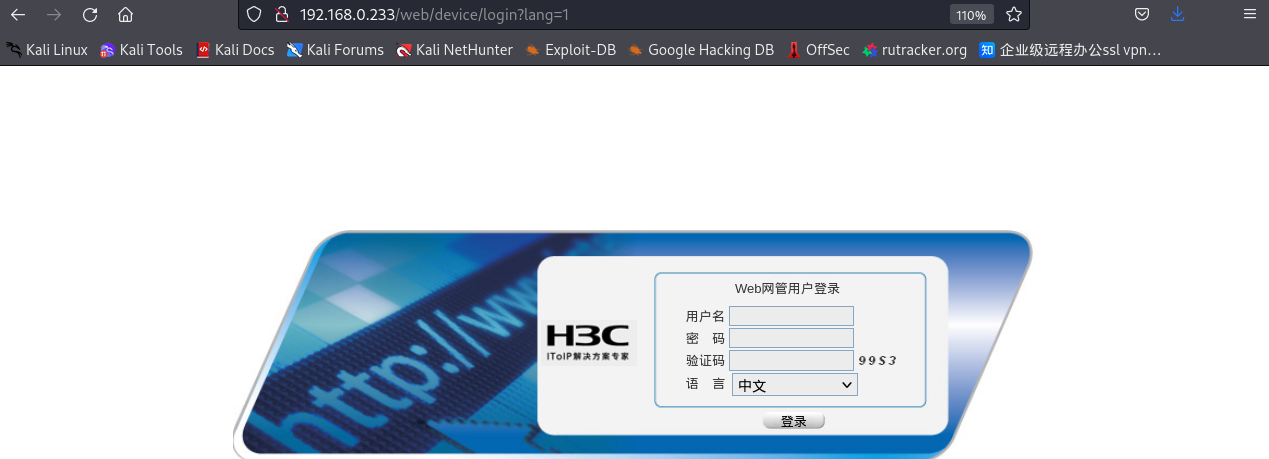 192.168.0.233/web/device/login?lang=1 110%
Kali Linux Kali Tools Kali Docs Kali Forums Kali NetHunter Exploit-DB Google Hacking DB OffSec rutracker.org 知 企业级远程办公ssl vpn…
http://www
H3C
IToIP解决方案专家
Web网管用户登录
用户名
密 码
验证码 99S3
语 言 中文
登录